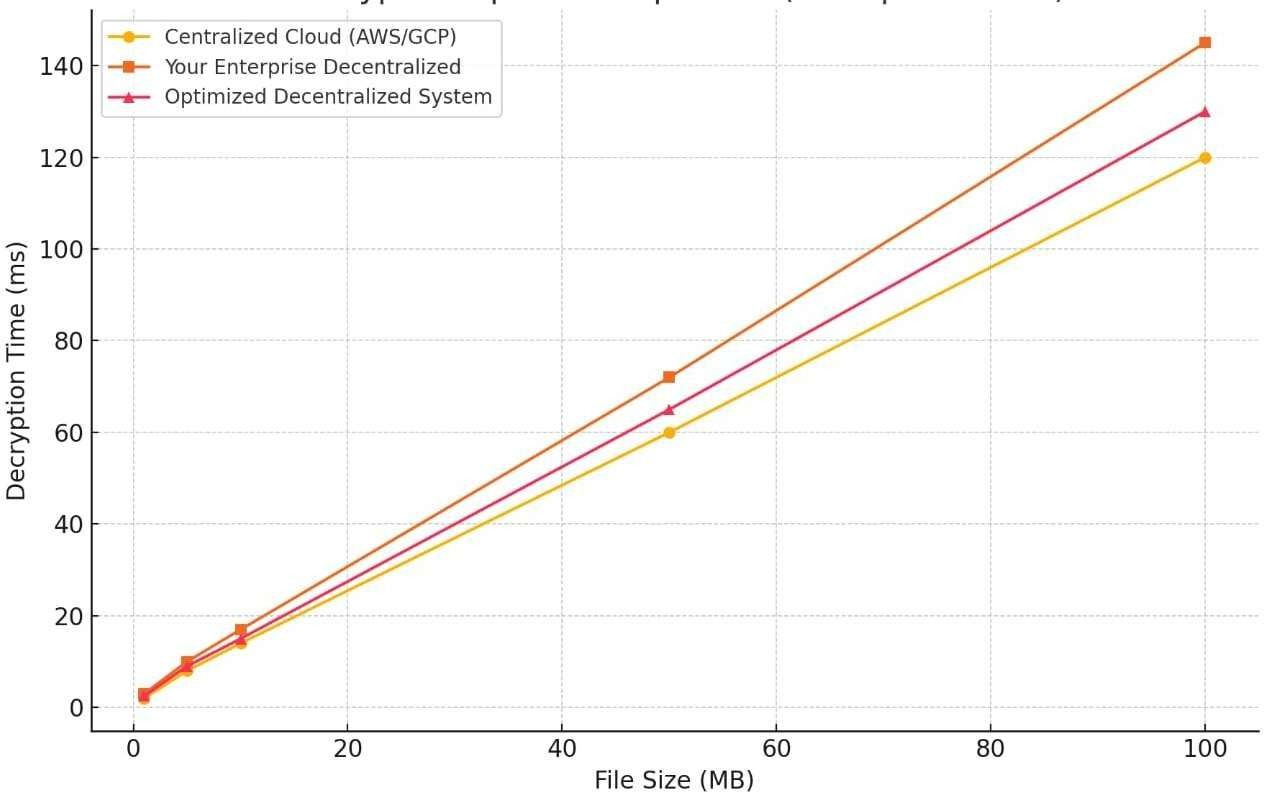 Centralized Cloud (AWS/GCP)
Your Enterprise Decentralized
Optimized Decentralized System
140
120
100
80
60
40
20
0
Decryption Time (ms)
0 20 40 60 80 100
File Size (MB)